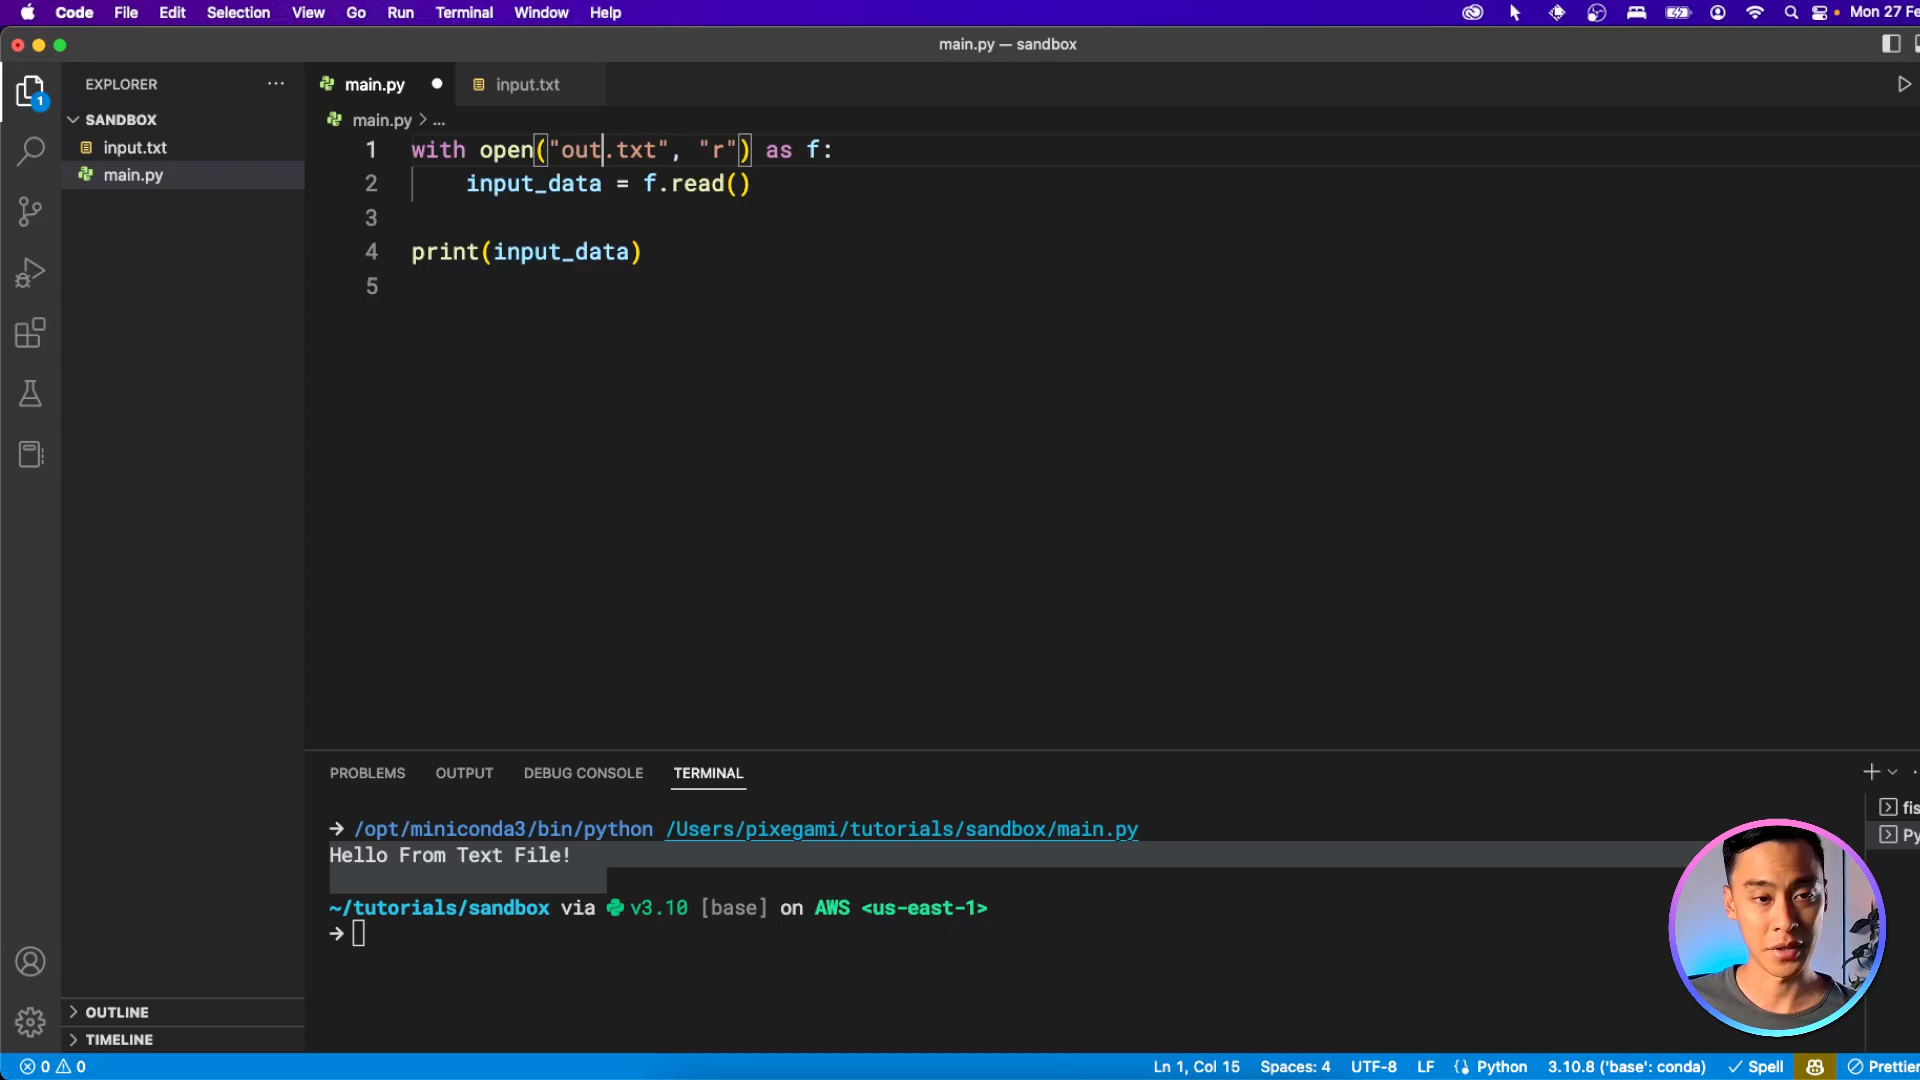 Code File Edit Selection View Go Run Terminal Window Help Mon 27 Fe
main.py — sandbox
EXPLORER ...
1
SANDBOX
input.txt
main.py
OUTLINE
TIMELINE
main.py input.txt
main.py > ...
1 with open("out.txt", "r") as f:
2 input_data = f.read()
3
4 print(input_data)
5
PROBLEMS OUTPUT DEBUG CONSOLE TERMINAL
→ /opt/miniconda3/bin/python /Users/pixegami/tutorials/sandbox/main.py
Hello From Text File!
~/tutorials/sandbox via v3.10 [base] on AWS <us-east-1>
→
fis
Py
0 0 Ln 1, Col 15 Spaces: 4 UTF-8 LF Python 3.10.8 ('base': conda) Spell Prettier